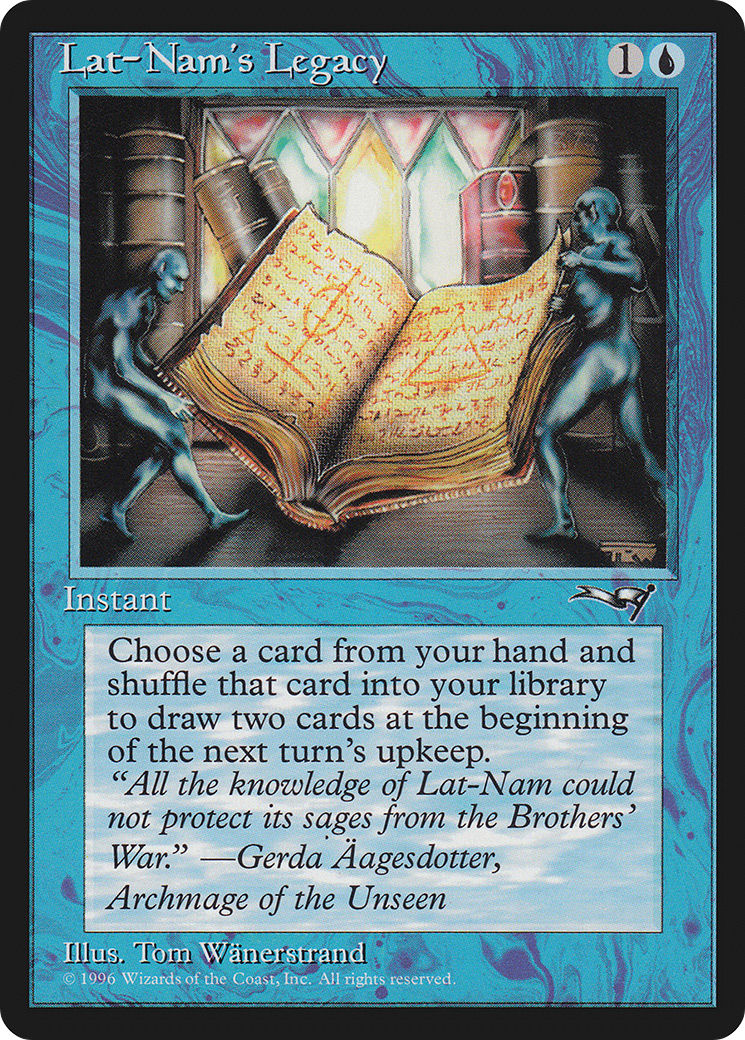 Lat-Nam's Legacy 1
Instant
Choose a card from your hand and
shuffle that card into your library
to draw two cards at the beginning
of the next turn's upkeep.
“All the knowledge of Lat-Nam could
not protect its sages from the Brothers’
War.” —Gerda Äagesdotter,
Archmage of the Unseen
Illus. Tom Wänerstrand
© 1996 Wizards of the Coast, Inc. All rights reserved.